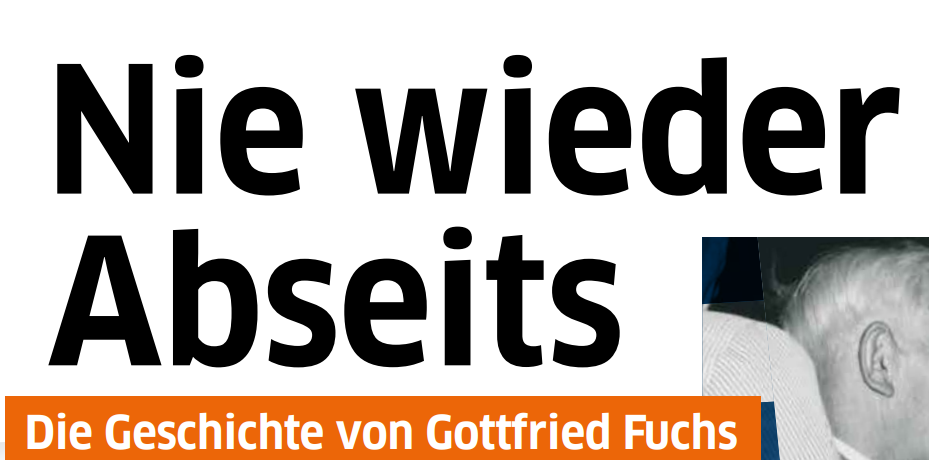 Nie wieder
Abseits
Die Geschichte von Gottfried Fuchs